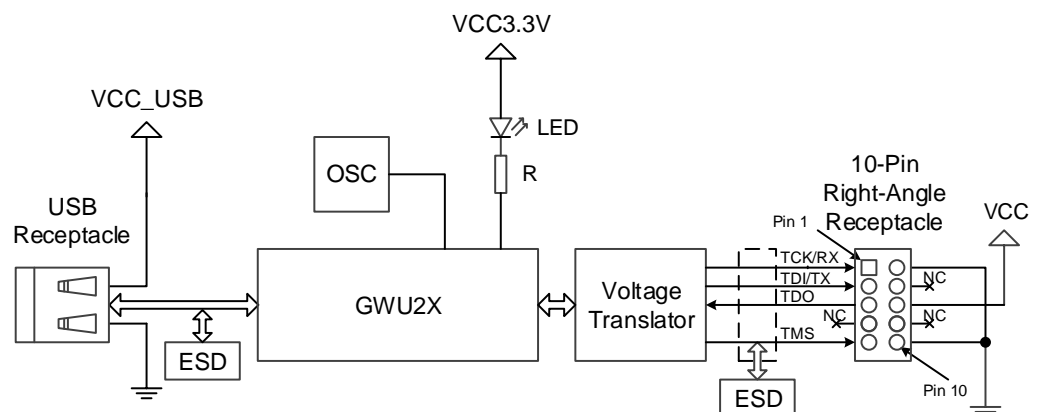 VCC3.3V
VCC_USB
LED
OSC
R
10-Pin
Right-Angle
Receptacle
USB
Receptacle
Pin 1
VCC
TCK/RX
TDI/TX
NC
GWU2X
Voltage
Translator
TDO
NC
NC
TMS
ESD
Pin 10
ESD